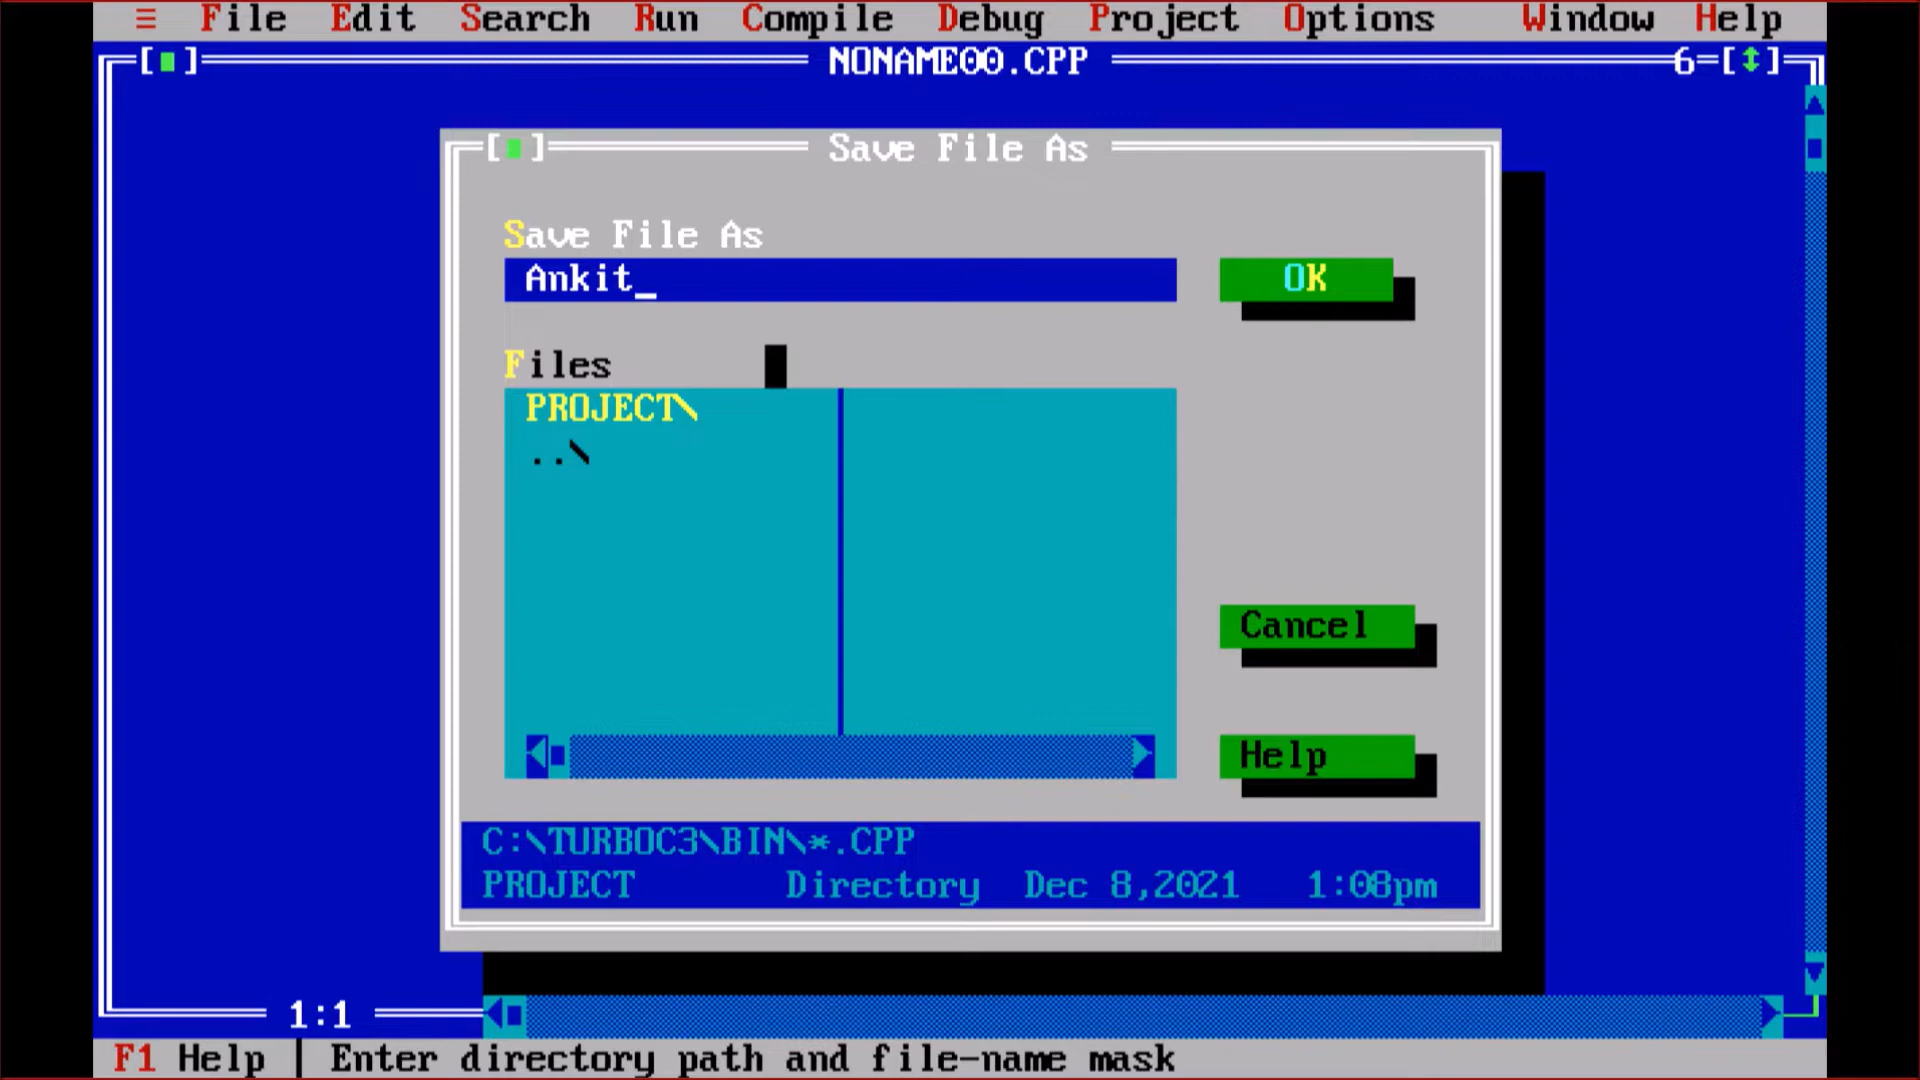 ≡ File Edit Search Run Compile Debug Project Options Window Help
[■] NONAME00.CPP 6=[↕]
[■] Save File As
Save File As
Ankit_
OK
Files
PROJECT\
..\
Cancel
Help
C:\TURBOC3\BIN\*.CPP
PROJECT Directory Dec 8,2021 1:08pm
1:1
F1 Help | Enter directory path and file-name mask